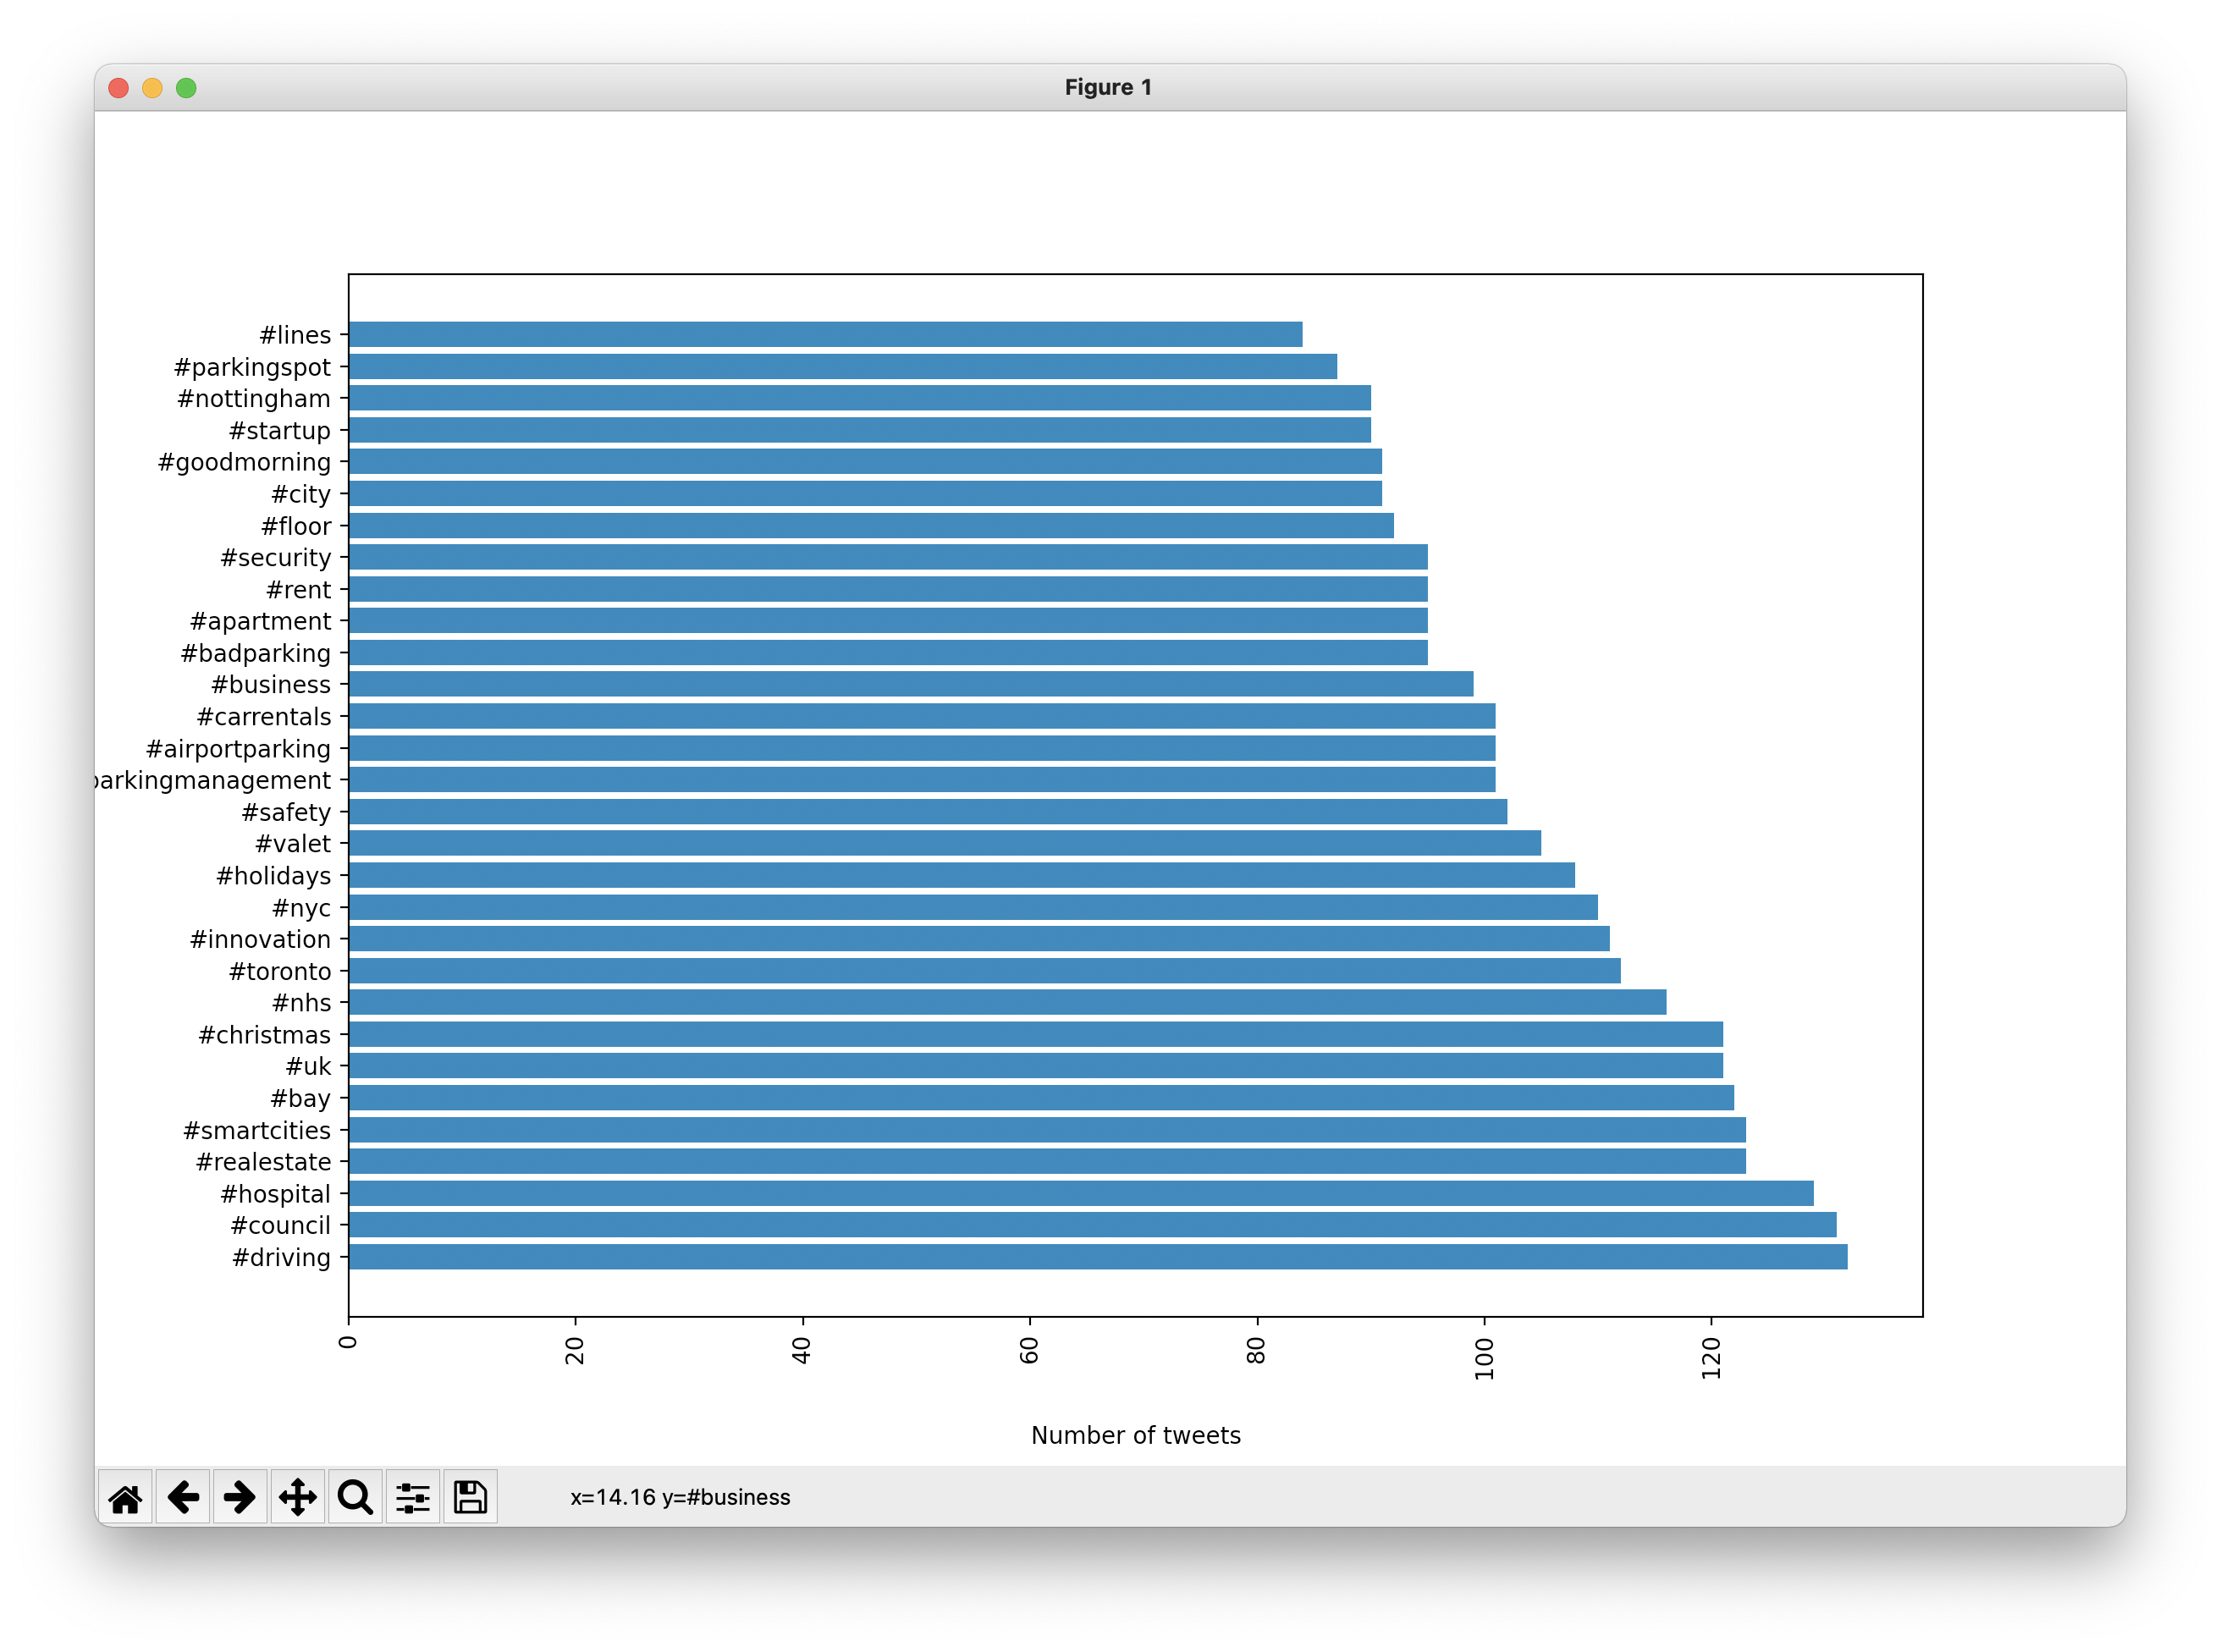 Figure 1
#lines
#parkingspot
#nottingham
#startup
#goodmorning
#city
#floor
#security
#rent
#apartment
#badparking
#business
#carrentals
#airportparking
parkingmanagement
#safety
#valet
#holidays
#nyc
#innovation
#toronto
#nhs
#christmas
#uk
#bay
#smartcities
#realestate
#hospital
#council
#driving
0 20 40 60 80 100 120
Number of tweets
x=14.16 y=#business